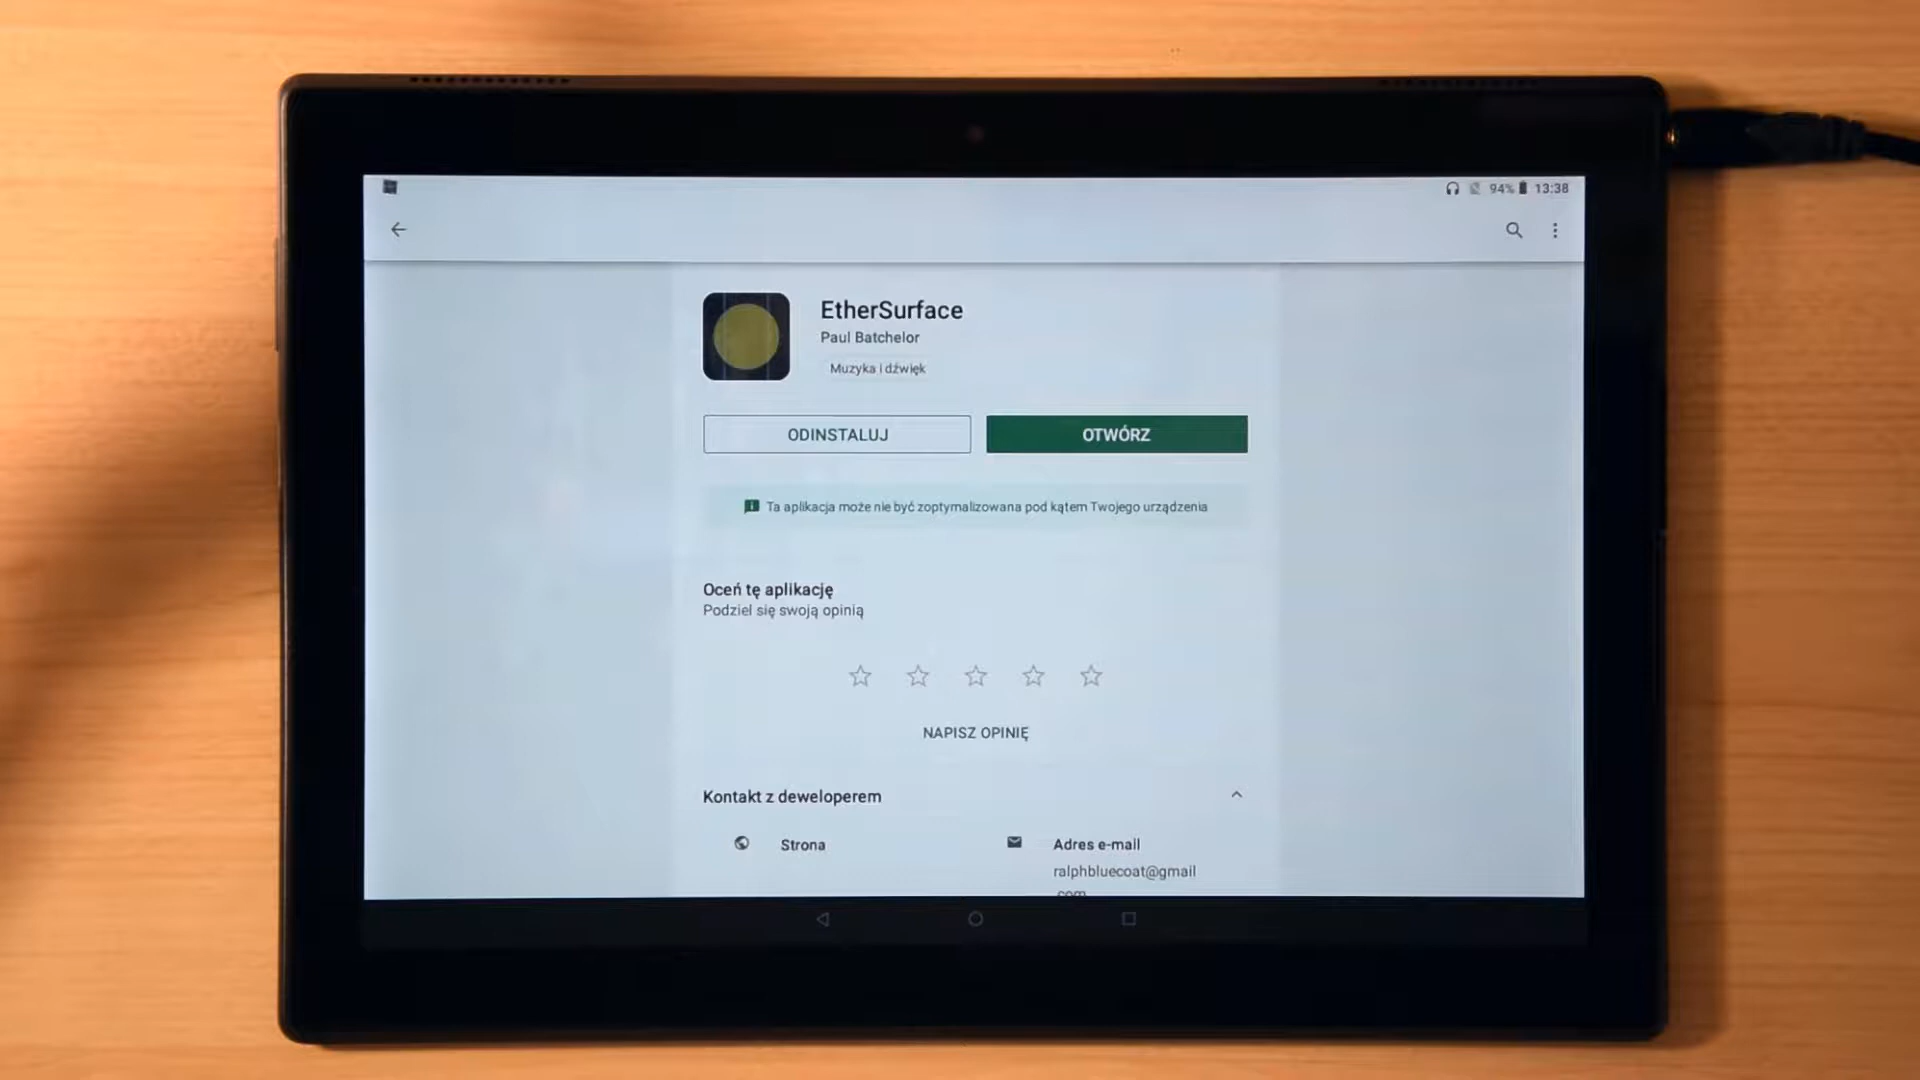 94% 13:38
EtherSurface
Paul Batchelor
Muzyka i dźwięk
ODINSTALUJ
OTWÓRZ
Ta aplikacja może nie być zoptymalizowana pod kątem Twojego urządzenia
Oceń tę aplikację
Podziel się swoją opinią
NAPISZ OPINIĘ
Kontakt z deweloperem
Strona
Adres e-mail
ralphbluecoat@gmail
.com